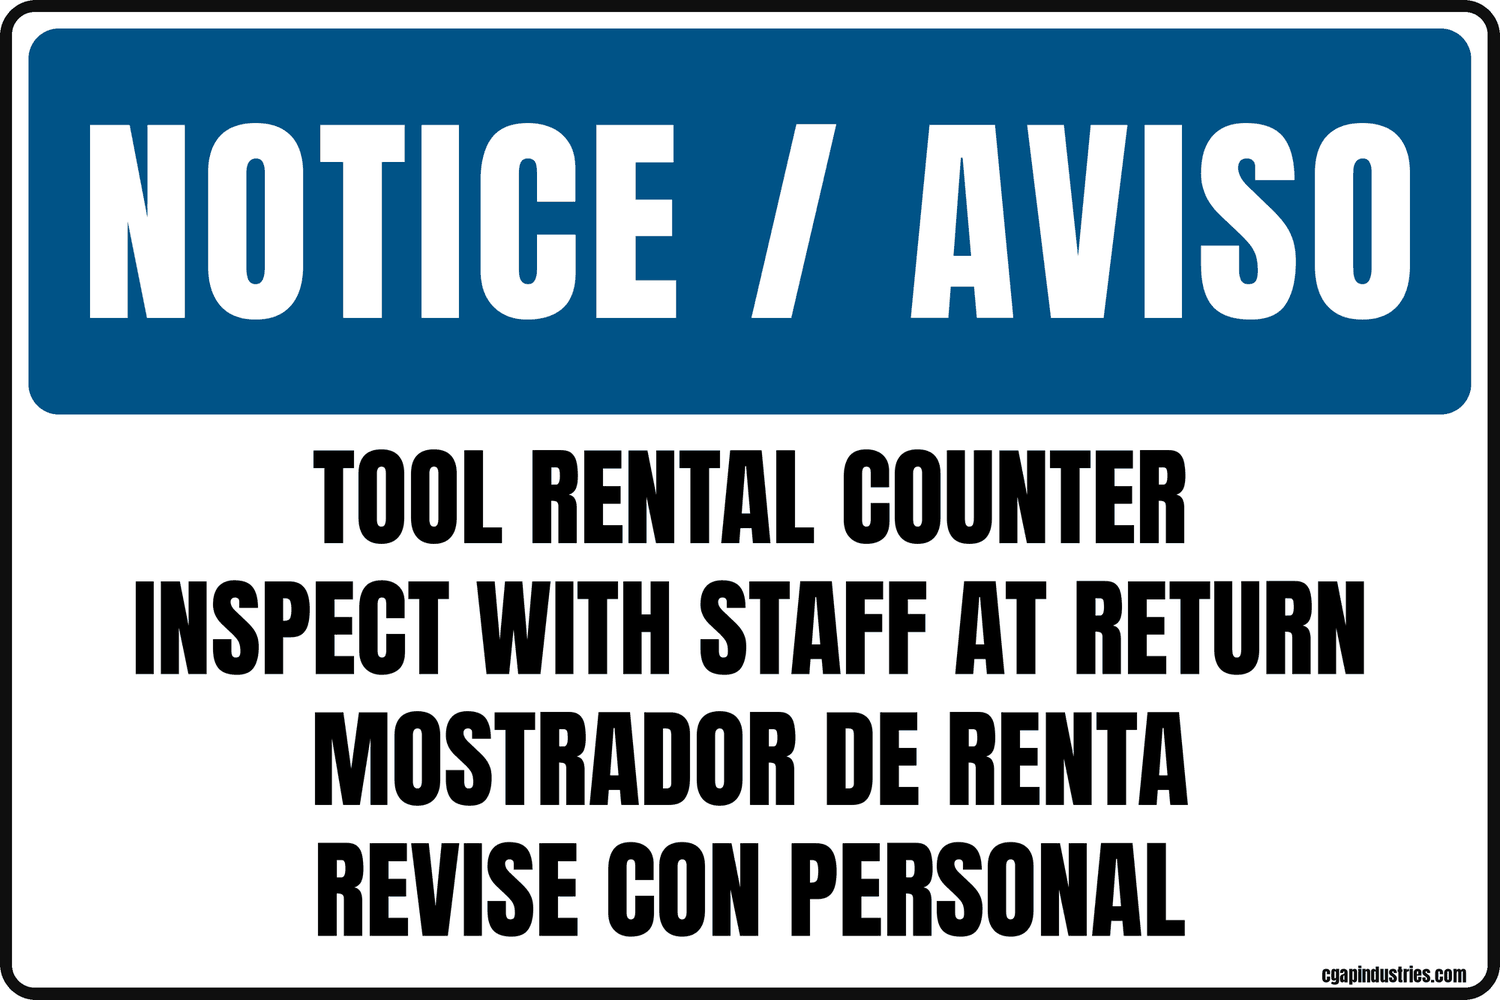 NOTICE / AVISO
TOOL RENTAL COUNTER
INSPECT WITH STAFF AT RETURN
MOSTRADOR DE RENTA
REVISE CON PERSONAL
cgapindustries.com